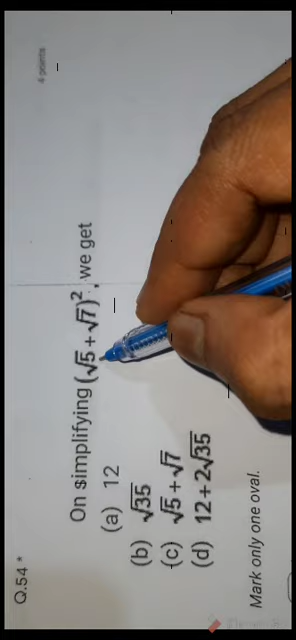 Q.54 *
4 points
On simplifying (√5 + √7)², we get
(a) 12
(b) √35
(c) √5 + √7
(d) 12 + 2√35
Mark only one oval.